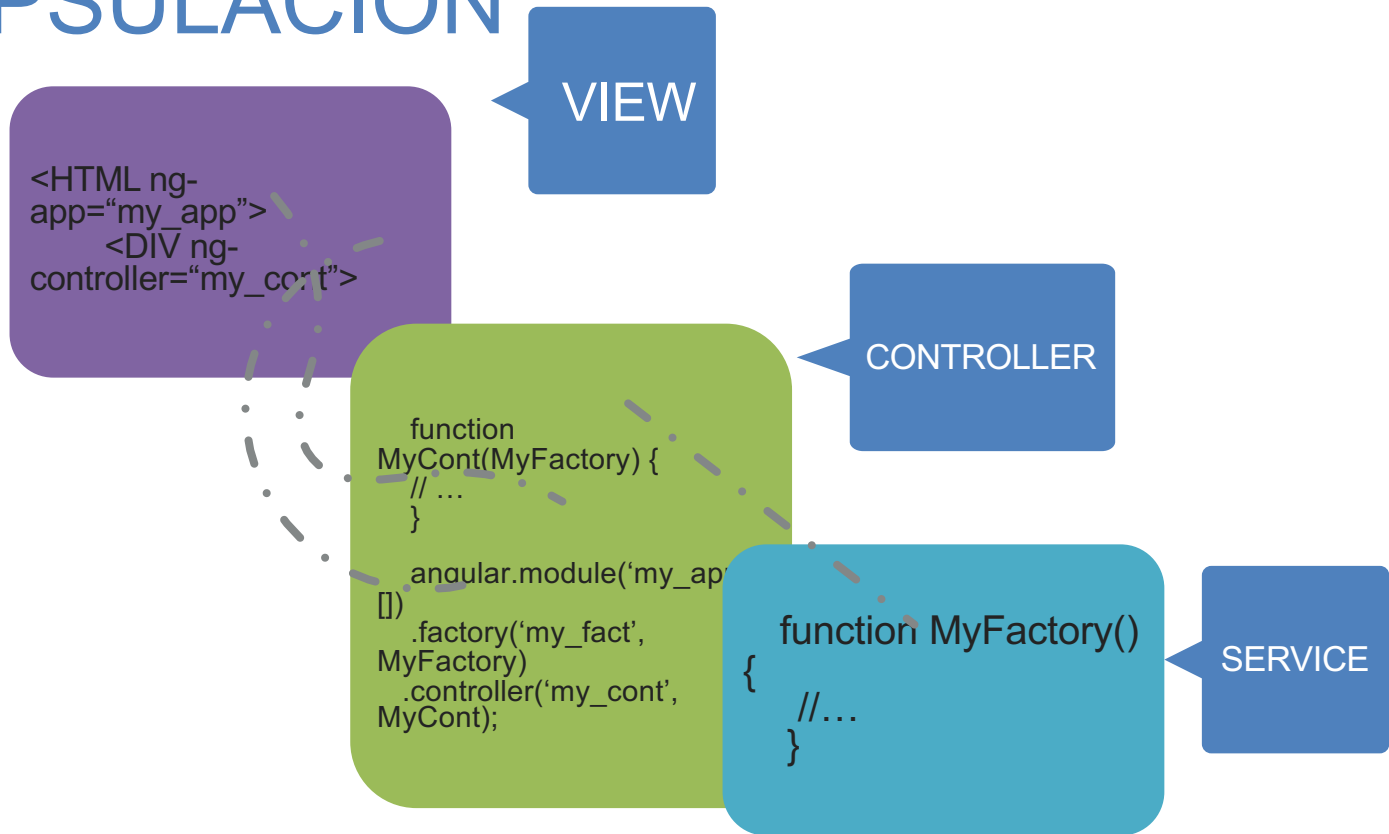 PSULACIÓN
VIEW
<HTML ng-
app=“my_app”>
<DIV ng-
controller=“my_cont”>
CONTROLLER
function
MyCont(MyFactory) {
// …
}
angular.module(‘my_ap
[])
.factory(‘my_fact’,
MyFactory)
.controller(‘my_cont’,
MyCont);
function MyFactory()
{
//…
}
SERVICE